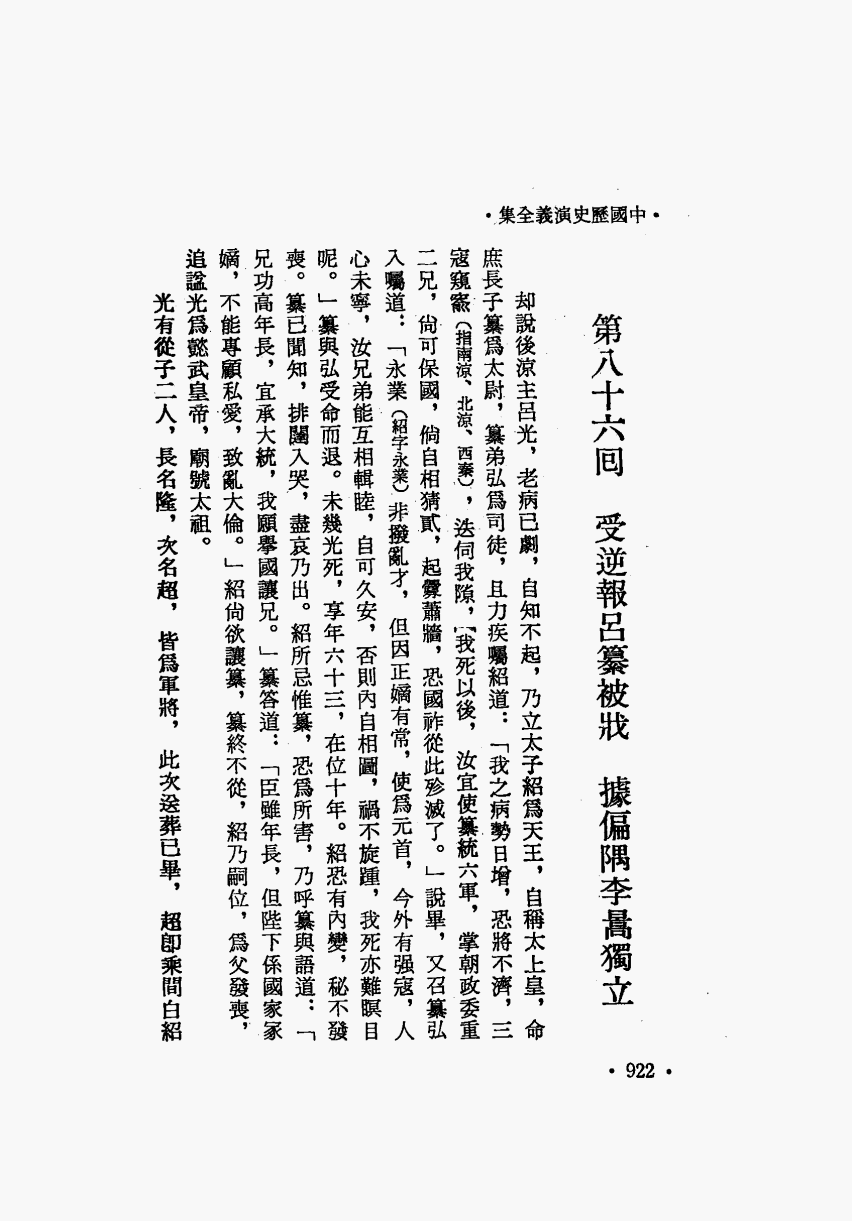 ・中國歷史演義全集・
第八十六回　受逆報呂纂被戕　據偏隅李暠獨立
却說後涼主呂光，老病已劇，自知不起，乃立太子紹爲天王，自稱太上皇，命
庶長子纂爲太尉，纂弟弘爲司徒，且力疾囑紹道：「我之病勢日增，恐將不濟，三
寇窺窬（指南涼、北涼、西秦），迭伺我隙，【我死以後，汝宜使纂統六軍，掌朝政委重
二兄，尙可保國，倘自相猜貳，起釁蕭牆，恐國祚從此殄滅了。」說畢，又召纂弘
入囑道：「永業（紹字永業）非撥亂才，但因正嫡有常，使爲元首，今外有强寇，人
心未寧，汝兄弟能互相輯睦，自可久安，否則內自相圖，禍不旋踵，我死亦難瞑目
呢。」纂與弘受命而退。未幾光死，享年六十三，在位十年。紹恐有內變，秘不發
喪。纂已聞知，排闥入哭，盡哀乃出。紹所忌惟纂，恐爲所害，乃呼纂與語道：「
兄功高年長，宜承大統，我願舉國讓兄。」纂答道：「臣雖年長，但陛下係國家冢
嫡，不能專顧私愛，致亂大倫。」紹尙欲讓纂，纂終不從，紹乃嗣位，爲父發喪，
追諡光爲懿武皇帝，廟號太祖。
光有從子二人，長名隆，次名超，皆爲軍將，此次送葬已畢，超卽乘間白紹
・922・